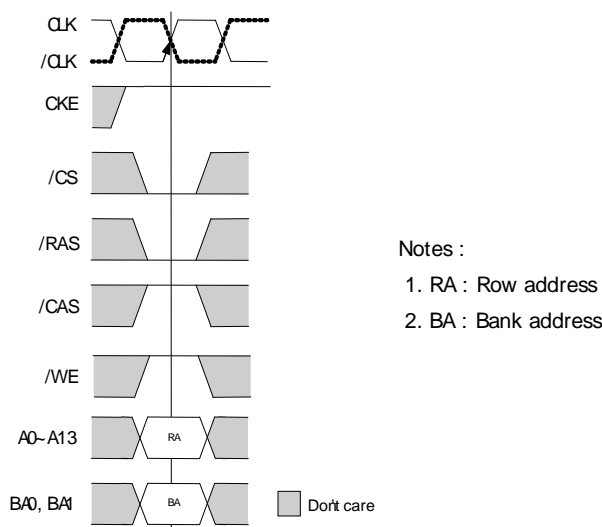 CLK
/CLK
CKE
/CS
/RAS
/CAS
/WE
A0~A13
RA
BA0, BA1
BA
Don't care
Notes :
1. RA : Row address
2. BA : Bank address